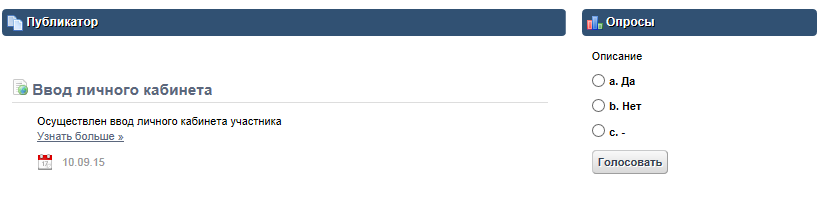 Публикатор
Ввод личного кабинета
Осуществлен ввод личного кабинета участника
Узнать больше »
10.09.15
Опросы
Описание
a. Да
b. Нет
c. -
Голосовать